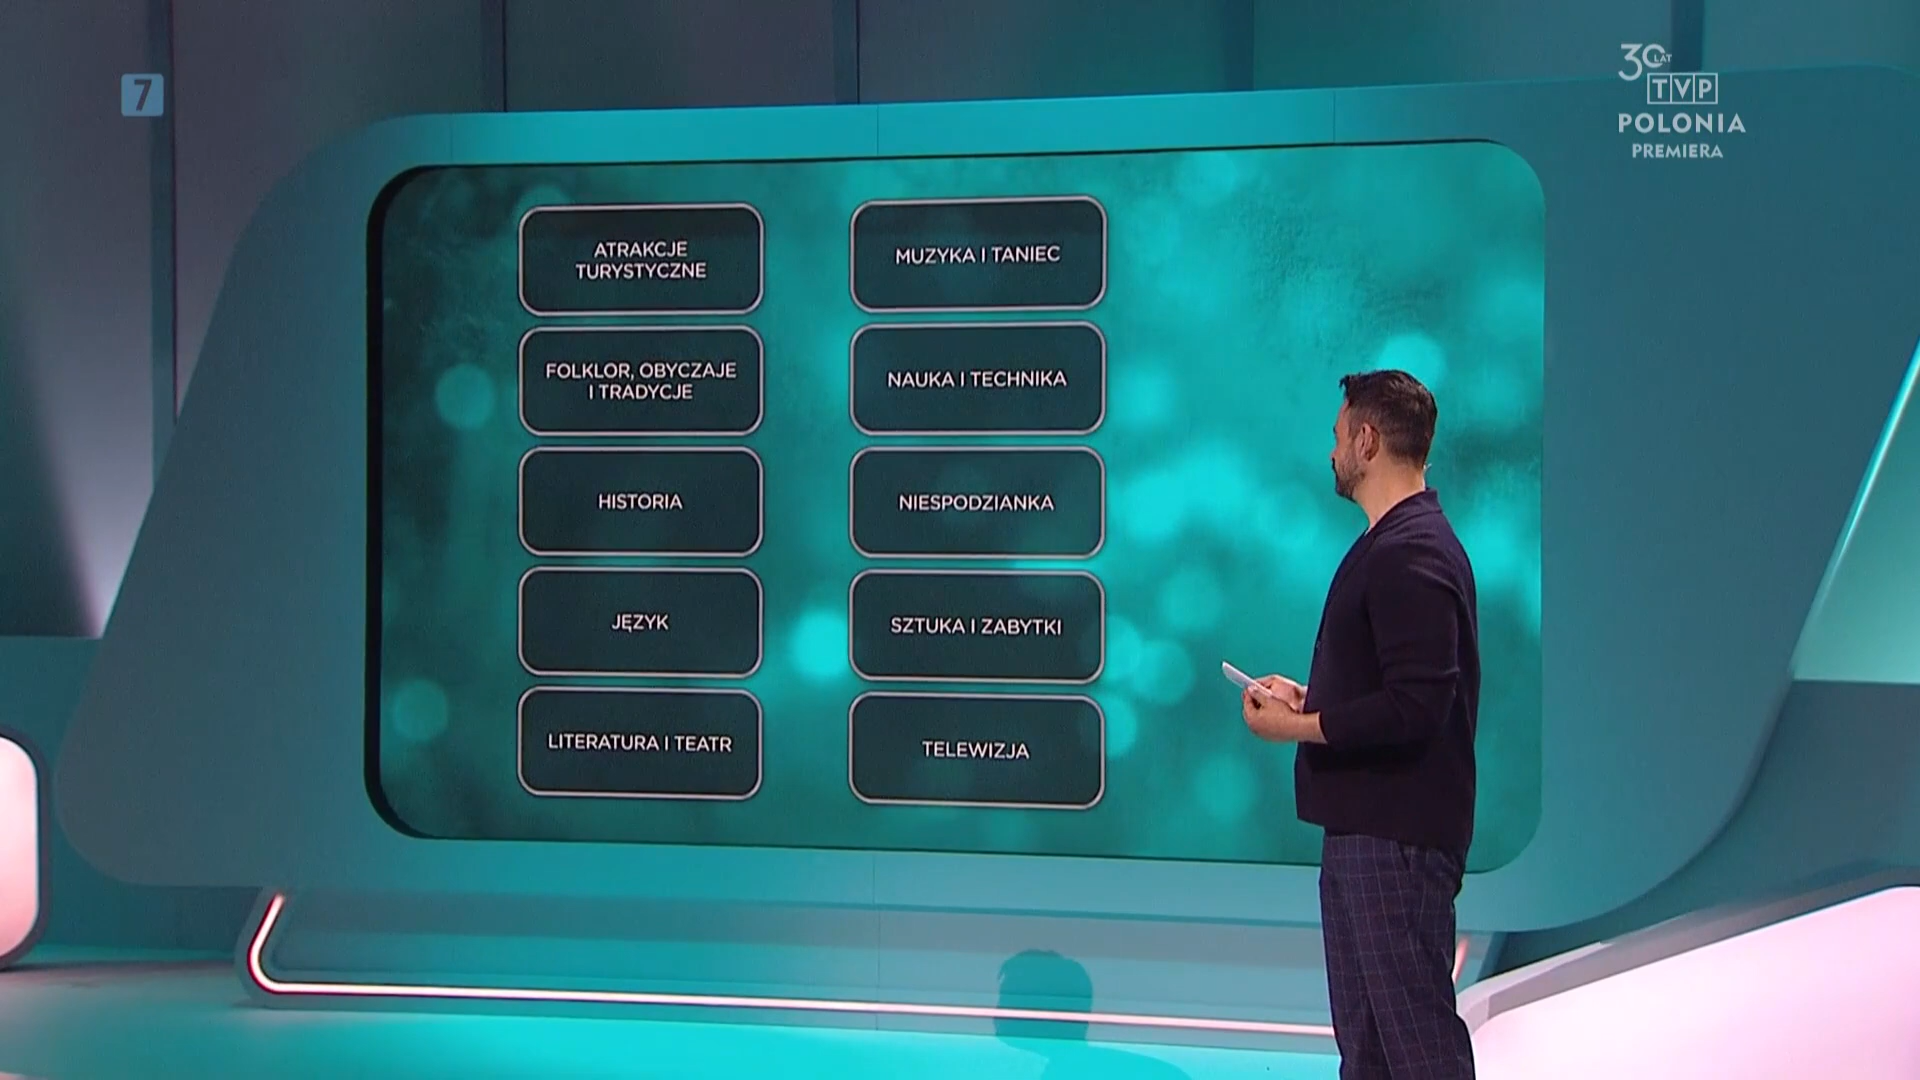 7
30 LAT
TVP
POLONIA
PREMIERA
ATRAKCJE
TURYSTYCZNE
FOLKLOR, OBYCZAJE
I TRADYCJE
HISTORIA
JĘZYK
LITERATURA I TEATR
MUZYKA I TANIEC
NAUKA I TECHNIKA
NIESPODZIANKA
SZTUKA I ZABYTKI
TELEWIZJA